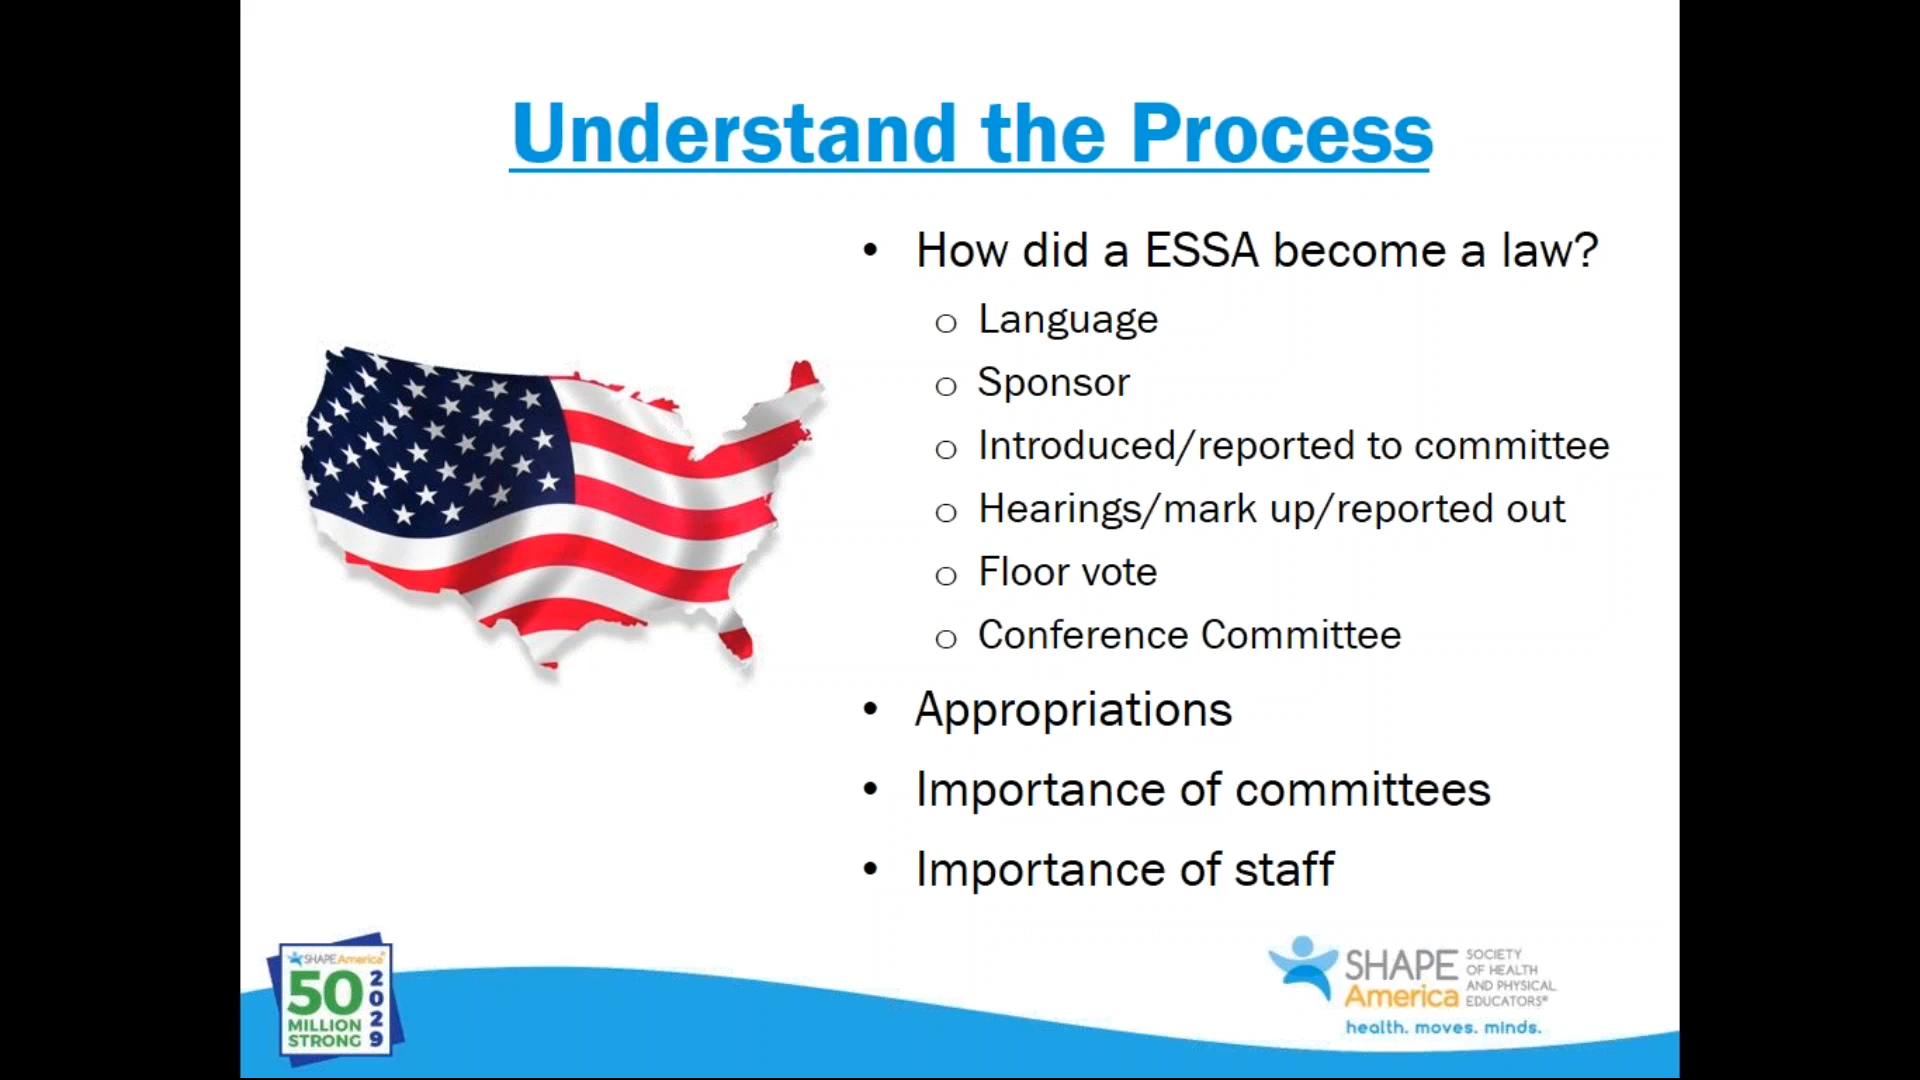 Understand the Process
• How did a ESSA become a law?
o Language
o Sponsor
o Introduced/reported to committee
o Hearings/mark up/reported out
o Floor vote
o Conference Committee
• Appropriations
• Importance of committees
• Importance of staff
SHAPE America®
50
MILLION
STRONG
2029
SHAPE
America
SOCIETY
OF HEALTH
AND PHYSICAL
EDUCATORS®
health. moves. minds.